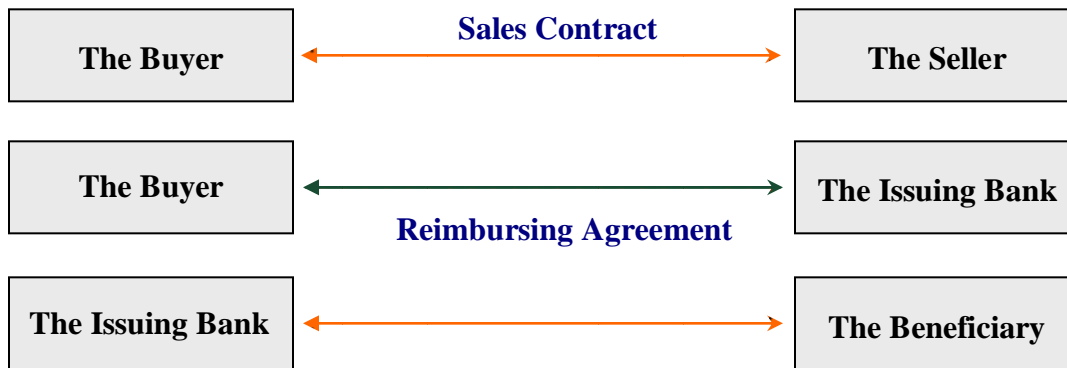 Sales Contract
The Buyer
The Seller
The Buyer
The Issuing Bank
Reimbursing Agreement
The Issuing Bank
The Beneficiary